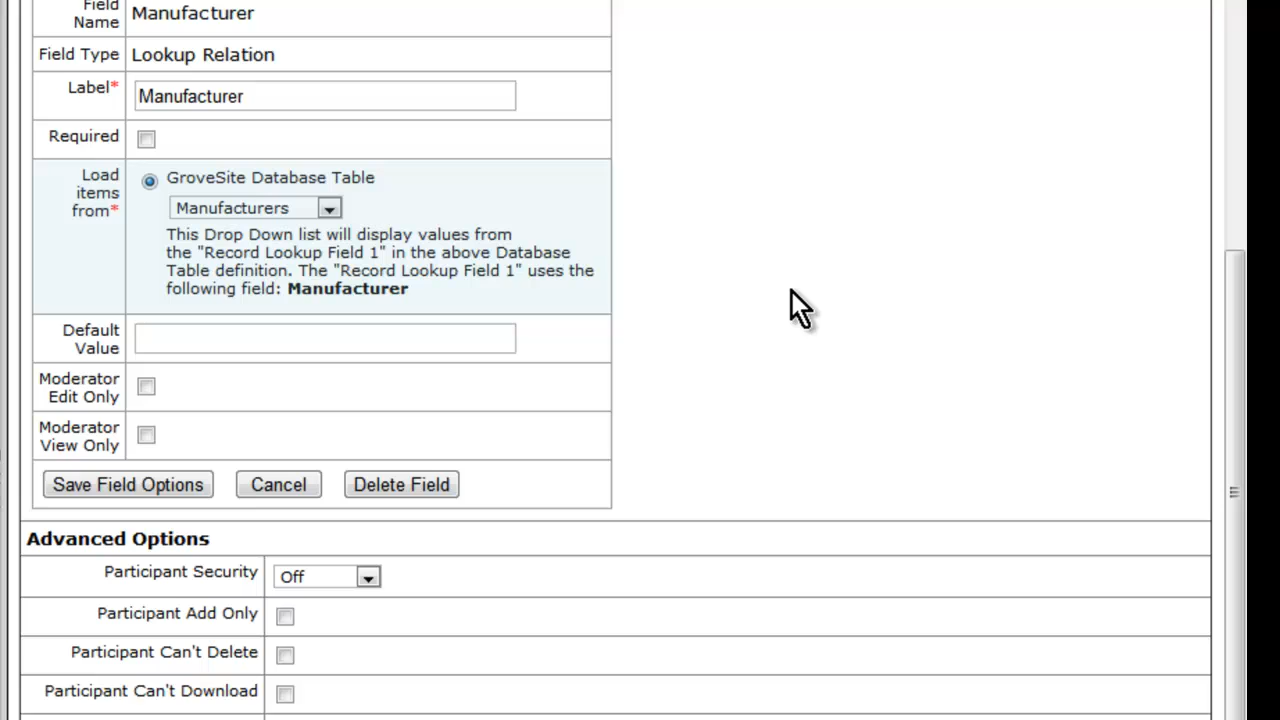 Field
Name
Manufacturer
Field Type
Lookup Relation
Label*
Manufacturer
Required
Load
items
from*
GroveSite Database Table
Manufacturers
This Drop Down list will display values from
the "Record Lookup Field 1" in the above Database
Table definition. The "Record Lookup Field 1" uses the
following field: Manufacturer
Default
Value
Moderator
Edit Only
Moderator
View Only
Save Field Options
Cancel
Delete Field
Advanced Options
Participant Security
Off
Participant Add Only
Participant Can't Delete
Participant Can't Download